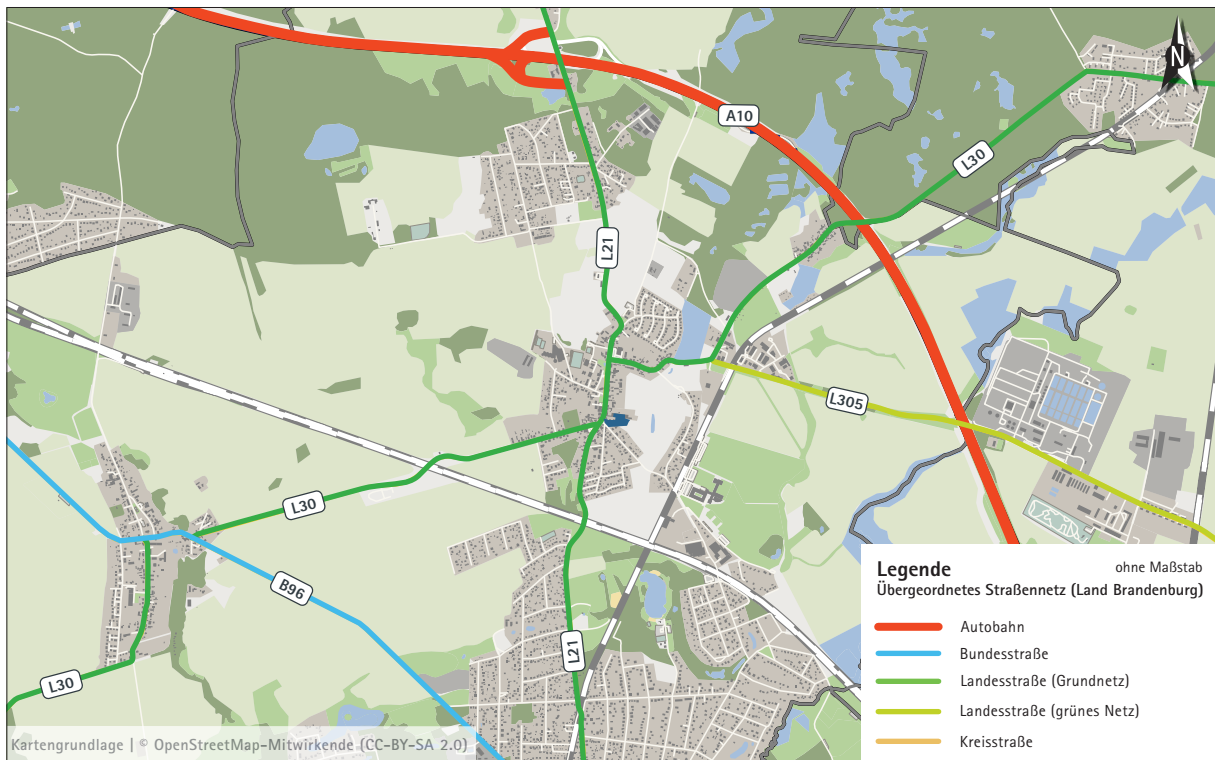 N
A10
L30
L21
L305
L30
B96
L21
L30
Legende
ohne Maßstab
Übergeordnetes Straßennetz (Land Brandenburg)
Autobahn
Bundesstraße
Landesstraße (Grundnetz)
Landesstraße (grünes Netz)
Kreisstraße
Kartengrundlage | © OpenStreetMap-Mitwirkende (CC-BY-SA 2.0)